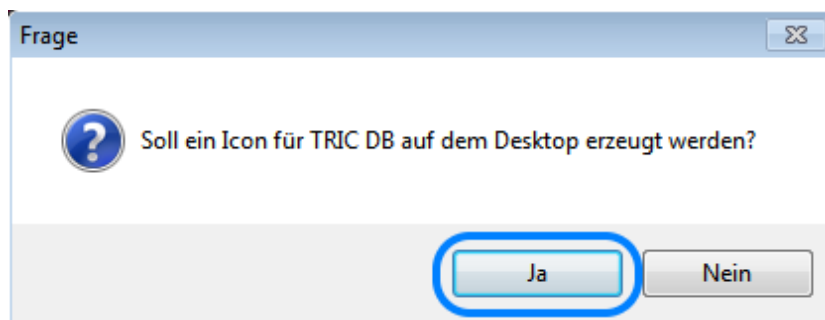 Frage
Soll ein Icon für TRIC DB auf dem Desktop erzeugt werden?
Ja
Nein